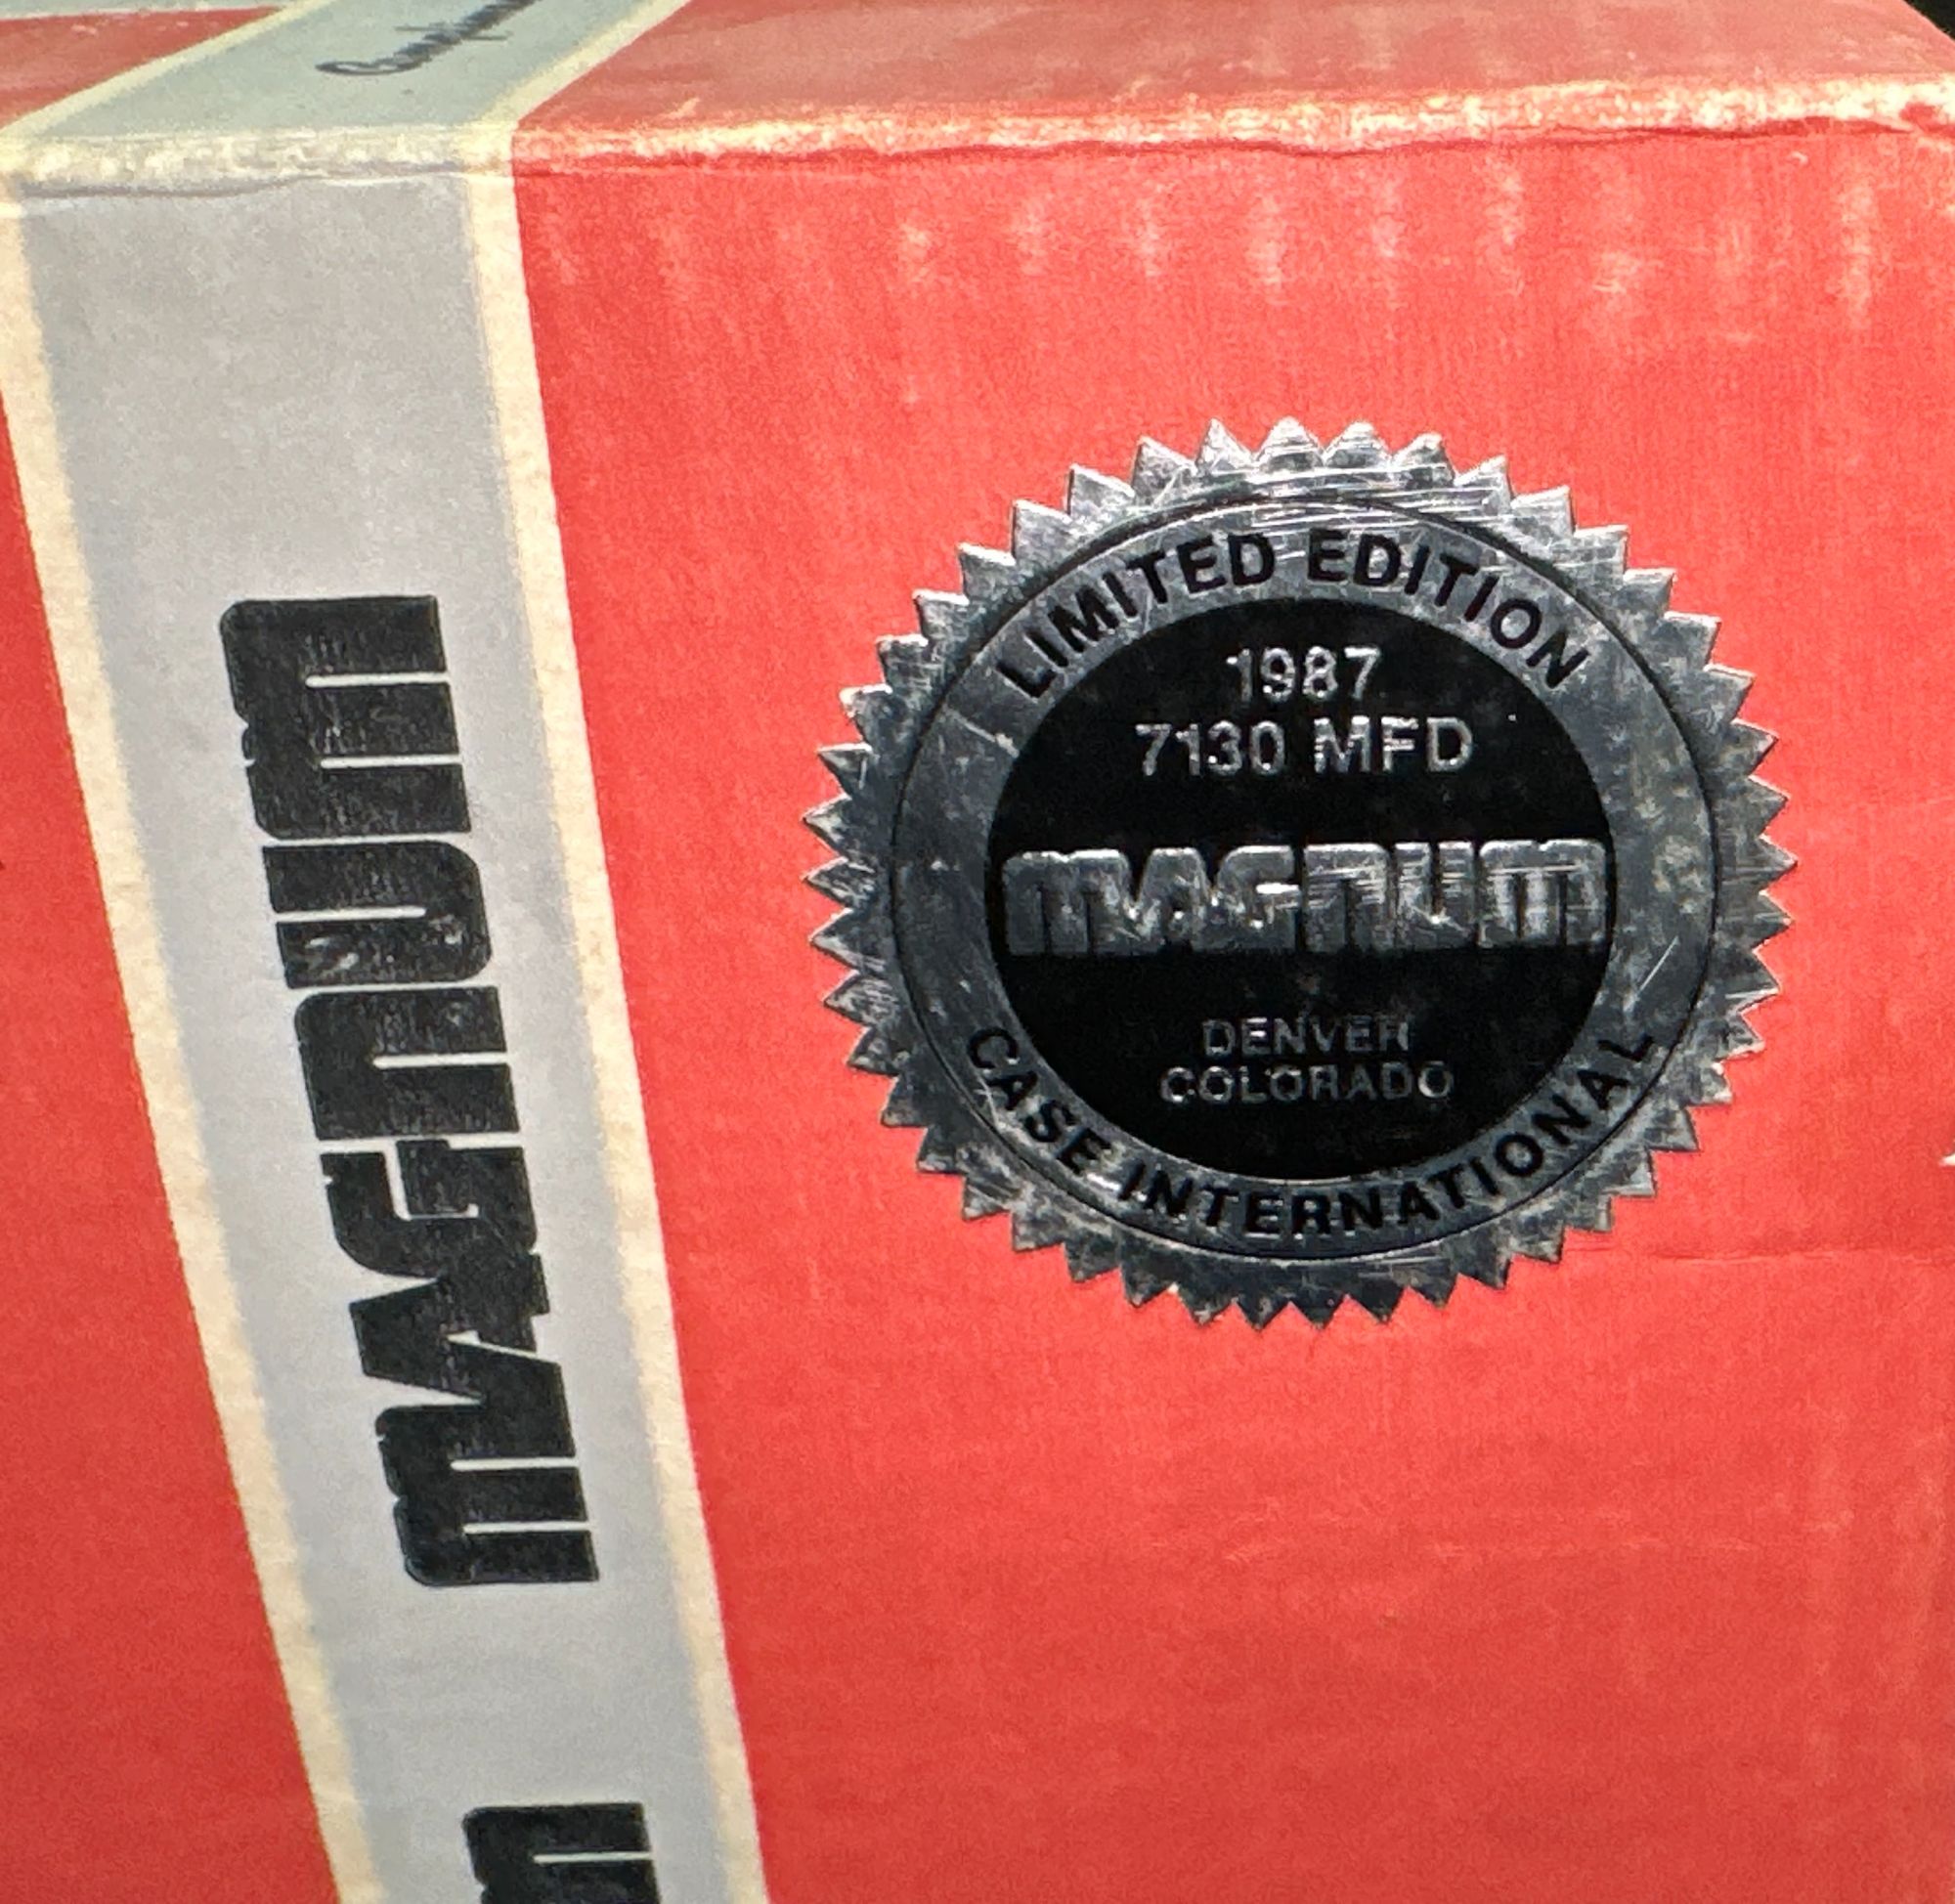 MAGNUM
LIMITED EDITION
1987
7130 MFD
MAGNUM
DENVER
COLORADO
CASE INTERNATIONAL